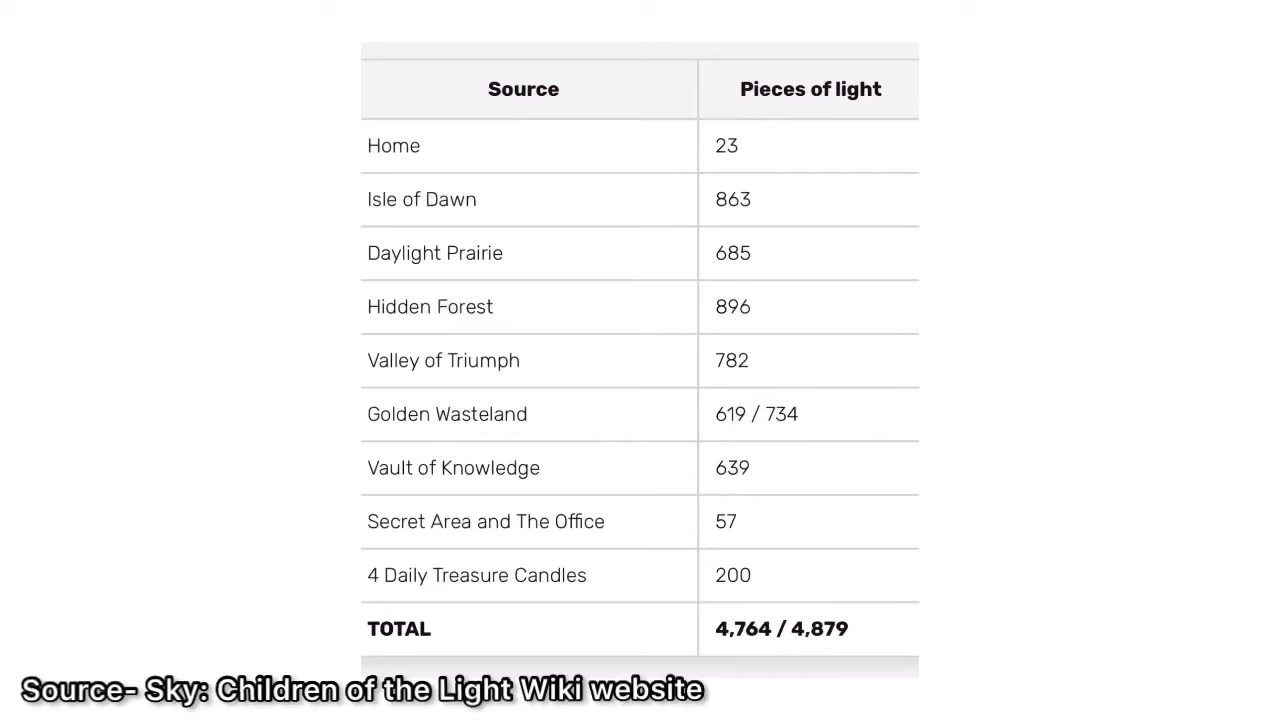 Source Pieces of light
Home 23
Isle of Dawn 863
Daylight Prairie 685
Hidden Forest 896
Valley of Triumph 782
Golden Wasteland 619 / 734
Vault of Knowledge 639
Secret Area and The Office 57
4 Daily Treasure Candles 200
TOTAL 4,764 / 4,879
Source- Sky: Children of the Light Wiki website